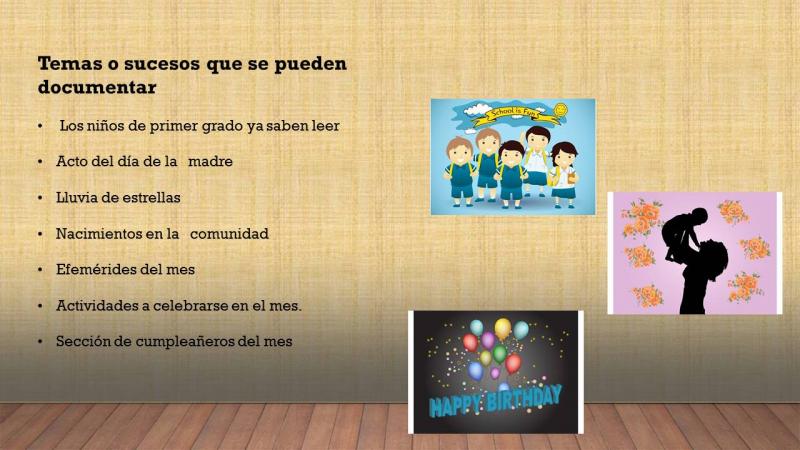 Temas o sucesos que se pueden
documentar
• Los niños de primer grado ya saben leer
• Acto del día de la madre
• Lluvia de estrellas
• Nacimientos en la comunidad
• Efemérides del mes
• Actividades a celebrarse en el mes.
• Sección de cumpleañeros del mes
School is Fun
HAPPY BIRTHDAY